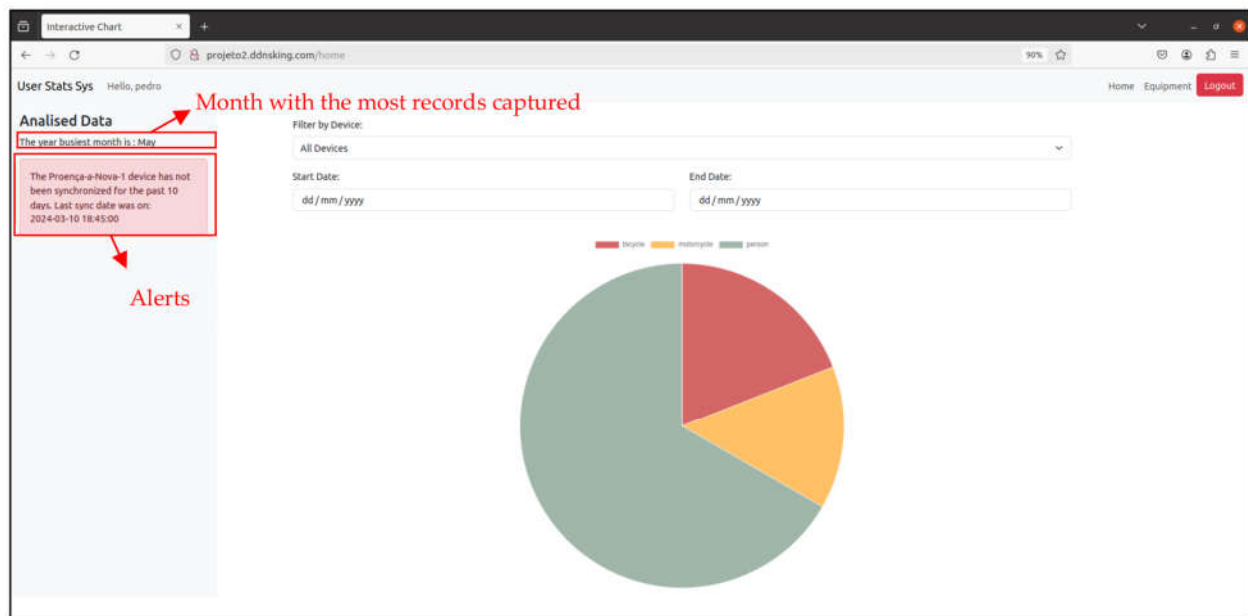 Interactive Chart
projeto2.ddnsking.com/home
90%
User Stats Sys Hello, pedro
Home Equipment Logout
Month with the most records captured
Analised Data
The year busiest month is : May
The Proença-a-Nova-1 device has not
been synchronized for the past 10
days. Last sync date was on:
2024-03-10 18:45:00
Alerts
Filter by Device:
All Devices
Start Date: End Date:
dd / mm / yyyy dd / mm / yyyy
bicycle motorcycle person